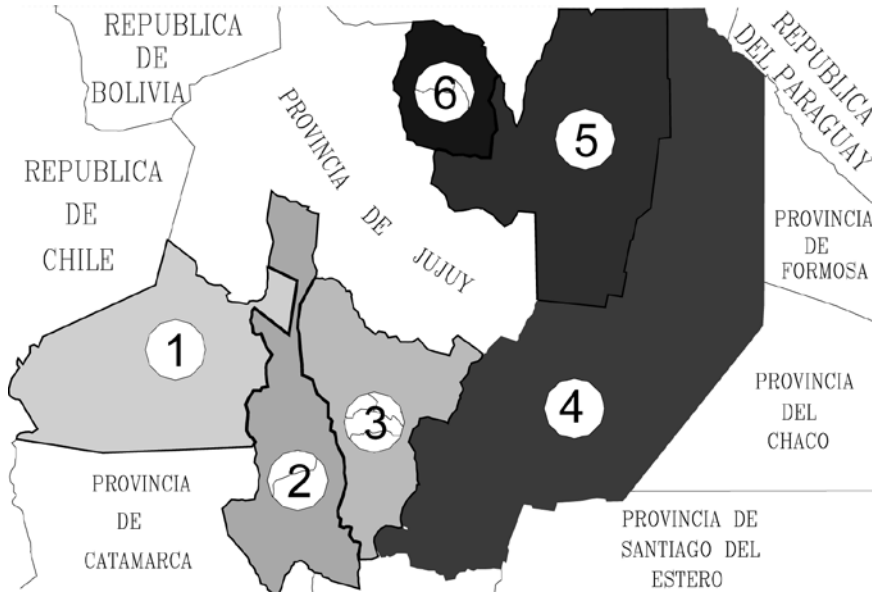 REPUBLICA
DE
BOLIVIA
REPUBLICA
DEL PARAGUAY
6
5
PROVINCIA
DE
JUJUY
REPUBLICA
DE
CHILE
PROVINCIA
DE
FORMOSA
1
2
3
4
PROVINCIA
DEL
CHACO
PROVINCIA
DE
CATAMARCA
PROVINCIA DE
SANTIAGO DEL
ESTERO